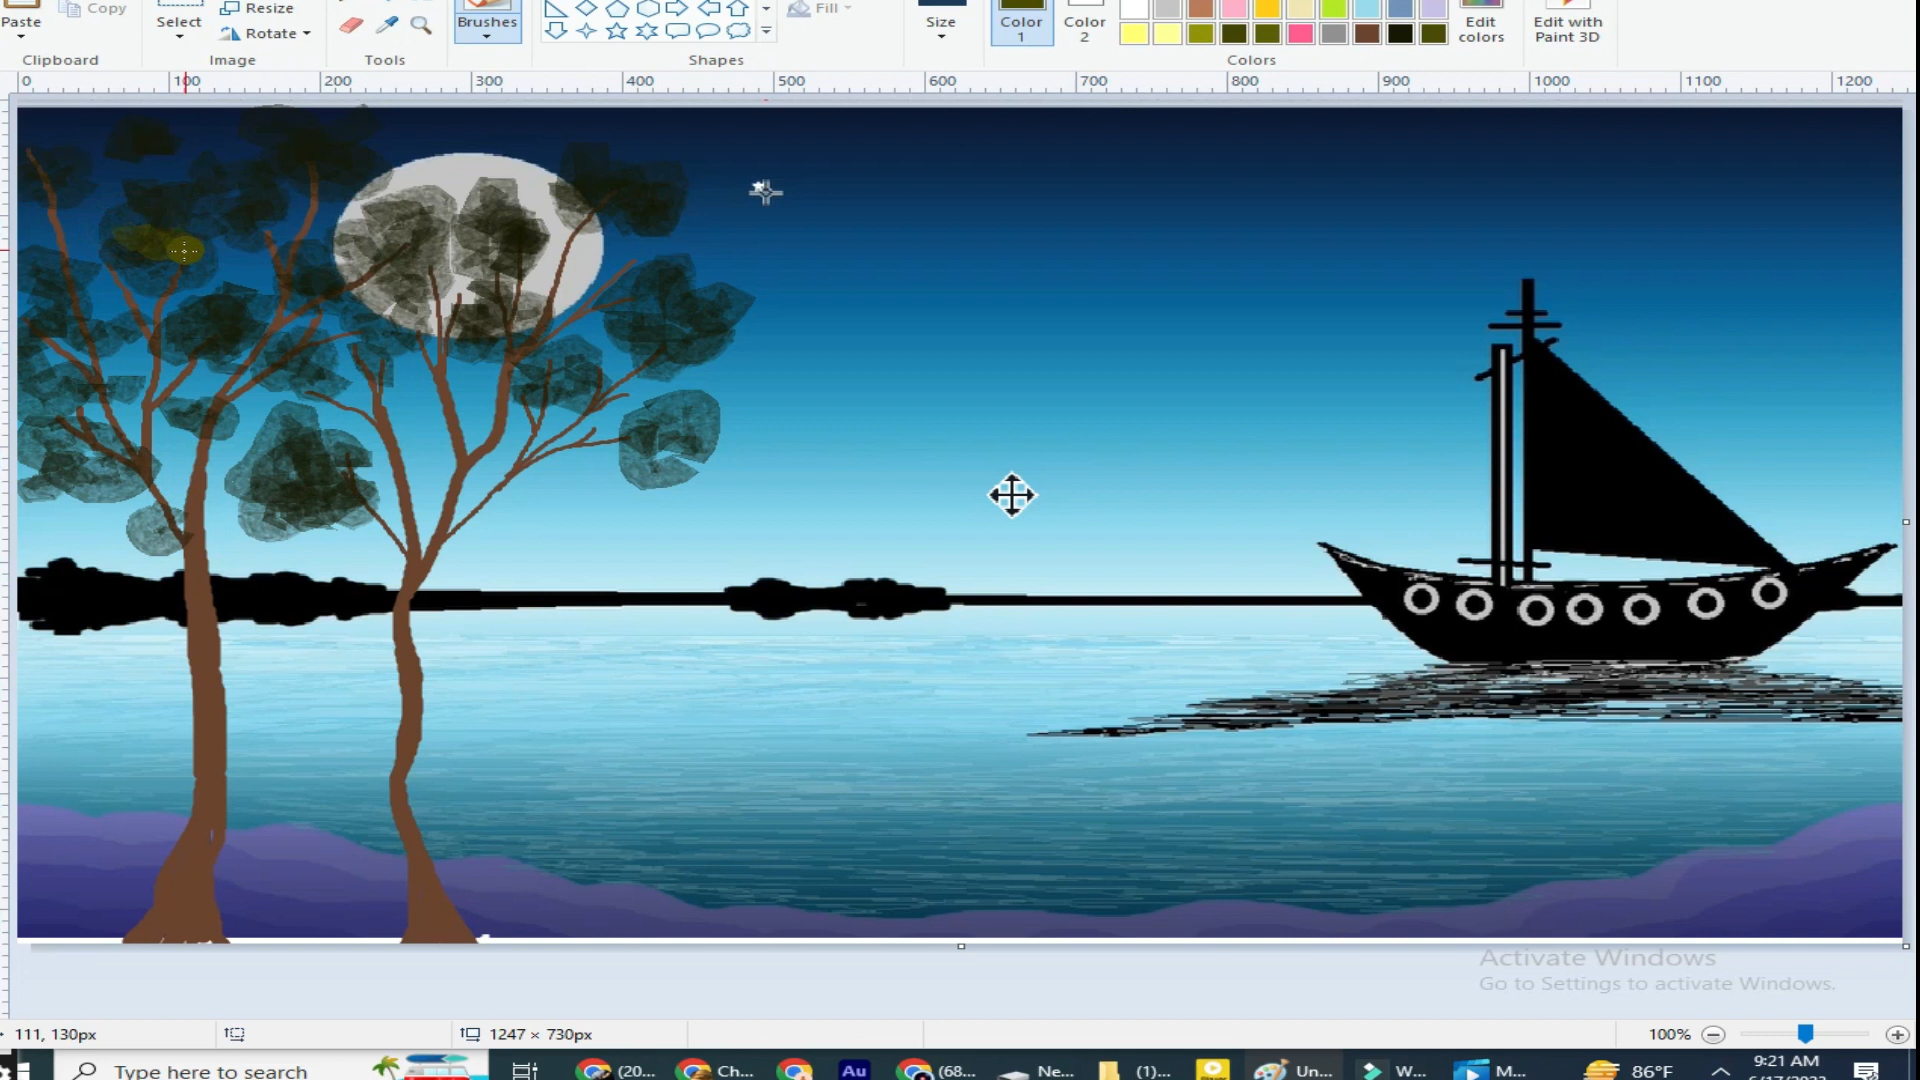 Paste
Copy
Clipboard
Select
Resize
Rotate
Image
Tools
Brushes
Fill
Shapes
Size
Color 1
Color 2
Edit colors
Edit with Paint 3D
Colors
0 100 200 300 400 500 600 700 800 900 1000 1100 1200
Activate Windows
Go to Settings to activate Windows.
111, 130px
1247 × 730px
100%
Type here to search
Au
(20...
Ch...
(68...
Ne...
(1)...
Un...
W...
M...
86°F
9:21 AM